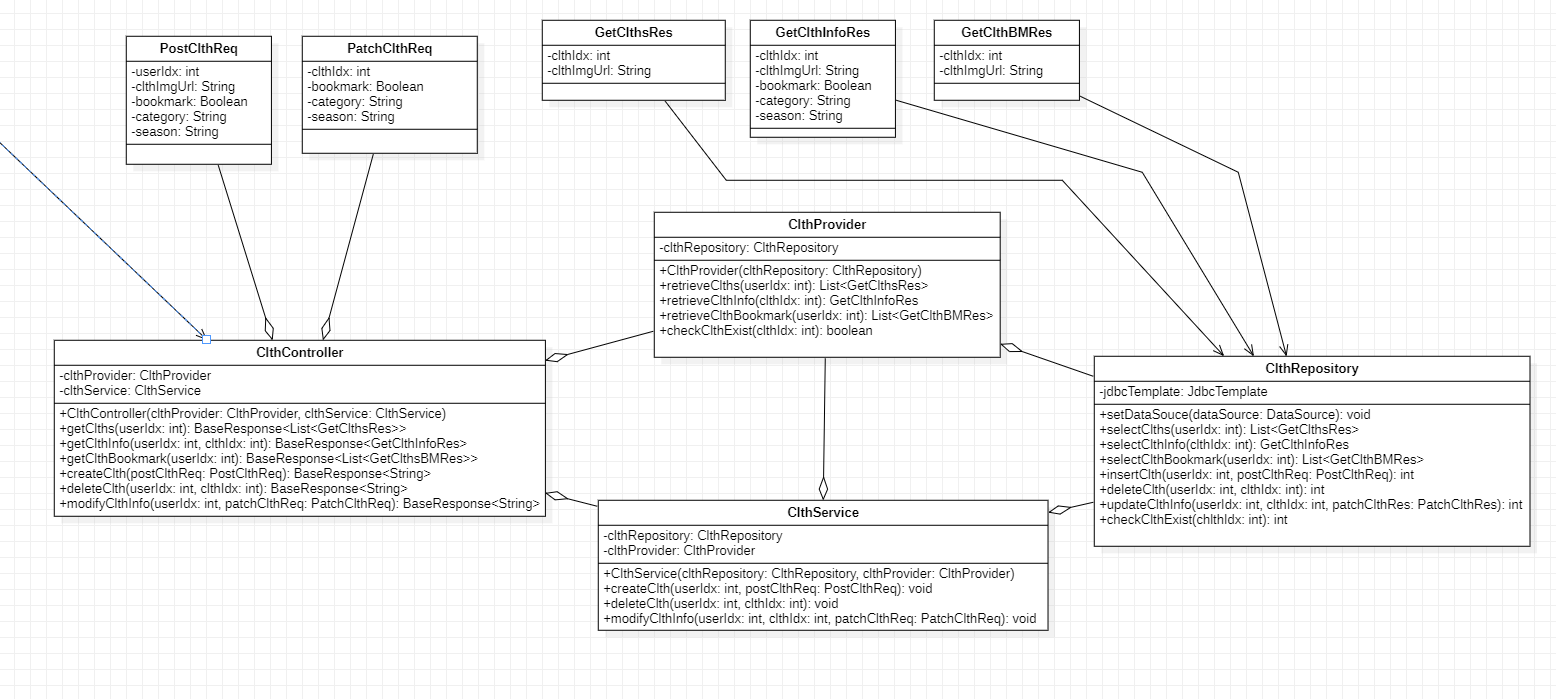 PostClthReq
-userIdx: int
-clthImgUrl: String
-bookmark: Boolean
-category: String
-season: String
PatchClthReq
-clthIdx: int
-bookmark: Boolean
-category: String
-season: String
GetClthsRes
-clthIdx: int
-clthImgUrl: String
GetClthInfoRes
-clthIdx: int
-clthImgUrl: String
-bookmark: Boolean
-category: String
-season: String
GetClthBMRes
-clthIdx: int
-clthImgUrl: String
ClthProvider
-clthRepository: ClthRepository
+ClthProvider(clthRepository: ClthRepository)
+retrieveClths(userIdx: int): List<GetClthsRes>
+retrieveClthInfo(clthIdx: int): GetClthInfoRes
+retrieveClthBookmark(userIdx: int): List<GetClthBMRes>
+checkClthExist(clthIdx: int): boolean
ClthController
-clthProvider: ClthProvider
-clthService: ClthService
+ClthController(clthProvider: ClthProvider, clthService: ClthService)
+getClths(userIdx: int): BaseResponse<List<GetClthsRes>>
+getClthInfo(userIdx: int, clthIdx: int): BaseResponse<GetClthInfoRes>
+getClthBookmark(userIdx: int): BaseResponse<List<GetClthsBMRes>>
+createClth(postClthReq: PostClthReq): BaseResponse<String>
+deleteClth(userIdx: int, clthIdx: int): BaseResponse<String>
+modifyClthInfo(userIdx: int, patchClthReq: PatchClthReq): BaseResponse<String>
ClthRepository
-jdbcTemplate: JdbcTemplate
+setDataSouce(dataSource: DataSource): void
+selectClths(userIdx: int): List<GetClthsRes>
+selectClthInfo(clthIdx: int): GetClthInfoRes
+selectClthBookmark(userIdx: int): List<GetClthBMRes>
+insertClth(userIdx: int, postClthReq: PostClthReq): int
+deleteClth(userIdx: int, clthIdx: int): int
+updateClthInfo(userIdx: int, clthIdx: int, patchClthRes: PatchClthRes): int
+checkClthExist(chlthIdx: int): int
ClthService
-clthRepository: ClthRepository
-clthProvider: ClthProvider
+ClthService(clthRepository: ClthRepository, clthProvider: ClthProvider)
+createClth(userIdx: int, postClthReq: PostClthReq): void
+deleteClth(userIdx: int, clthIdx: int): void
+modifyClthInfo(userIdx: int, clthIdx: int, patchClthReq: PatchClthReq): void